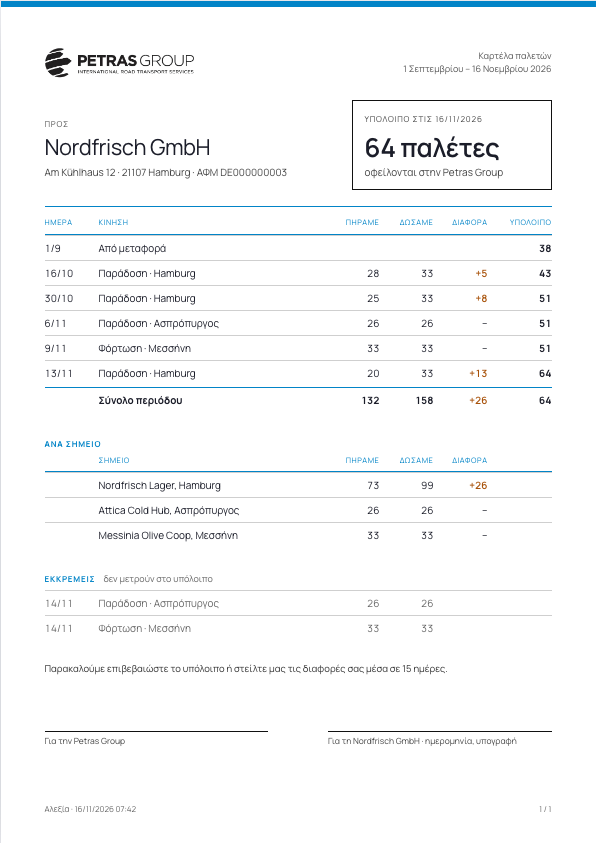 PETRAS GROUP
INTERNATIONAL ROAD TRANSPORT SERVICES
Καρτέλα παλετών
1 Σεπτεμβρίου – 16 Νοεμβρίου 2026
ΠΡΟΣ
Nordfrisch GmbH
Am Kühlhaus 12 · 21107 Hamburg · ΑΦΜ DE000000003
ΥΠΟΛΟΙΠΟ ΣΤΙΣ 16/11/2026
64 παλέτες
οφείλονται στην Petras Group
ΗΜΕΡΑ ΚΙΝΗΣΗ ΠΗΡΑΜΕ ΔΩΣΑΜΕ ΔΙΑΦΟΡΑ ΥΠΟΛΟΙΠΟ
1/9 Από μεταφορά 38
16/10 Παράδοση · Hamburg 28 33 +5 43
30/10 Παράδοση · Hamburg 25 33 +8 51
6/11 Παράδοση · Ασπρόπυργος 26 26 – 51
9/11 Φόρτωση · Μεσσήνη 33 33 – 51
13/11 Παράδοση · Hamburg 20 33 +13 64
Σύνολο περιόδου 132 158 +26 64
ΑΝΑ ΣΗΜΕΙΟ
ΣΗΜΕΙΟ ΠΗΡΑΜΕ ΔΩΣΑΜΕ ΔΙΑΦΟΡΑ
Nordfrisch Lager, Hamburg 73 99 +26
Attica Cold Hub, Ασπρόπυργος 26 26 –
Messinia Olive Coop, Μεσσήνη 33 33 –
ΕΚΚΡΕΜΕΙΣ δεν μετρούν στο υπόλοιπο
14/11 Παράδοση · Ασπρόπυργος 26 26
14/11 Φόρτωση · Μεσσήνη 33 33
Παρακαλούμε επιβεβαιώστε το υπόλοιπο ή στείλτε μας τις διαφορές σας μέσα σε 15 ημέρες.
Για την Petras Group
Για τη Nordfrisch GmbH · ημερομηνία, υπογραφή
Αλεξία · 16/11/2026 07:42
1 / 1